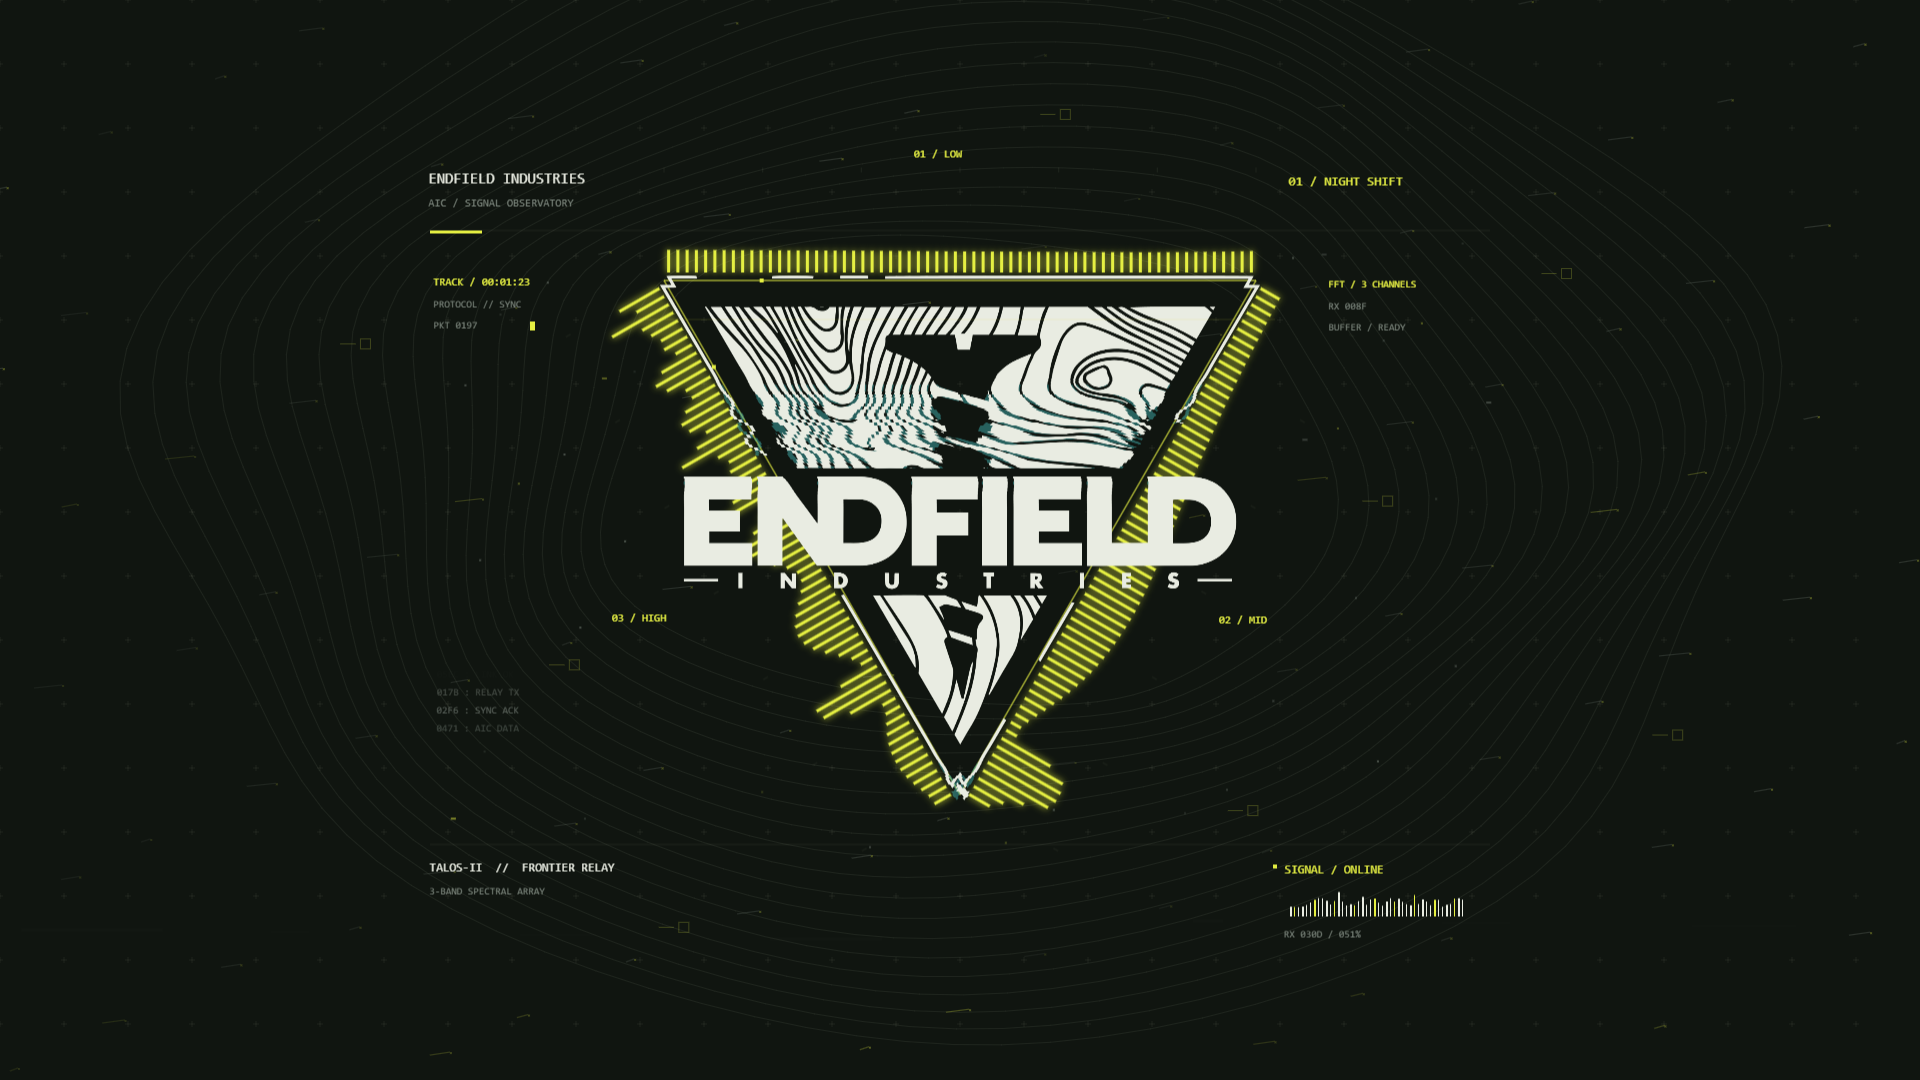 01 / LOW
ENDFIELD INDUSTRIES
AIC / SIGNAL OBSERVATORY
01 / NIGHT SHIFT
TRACK / 00:01:23
PROTOCOL // SYNC
PKT 0197
FFT / 3 CHANNELS
RX 008F
BUFFER / READY
ENDFIELD
INDUSTRIES
03 / HIGH
02 / MID
017B : RELAY TX
02F6 : SYNC ACK
0471 : AIC DATA
TALOS-II // FRONTIER RELAY
3-BAND SPECTRAL ARRAY
SIGNAL / ONLINE
RX 030D / 051%